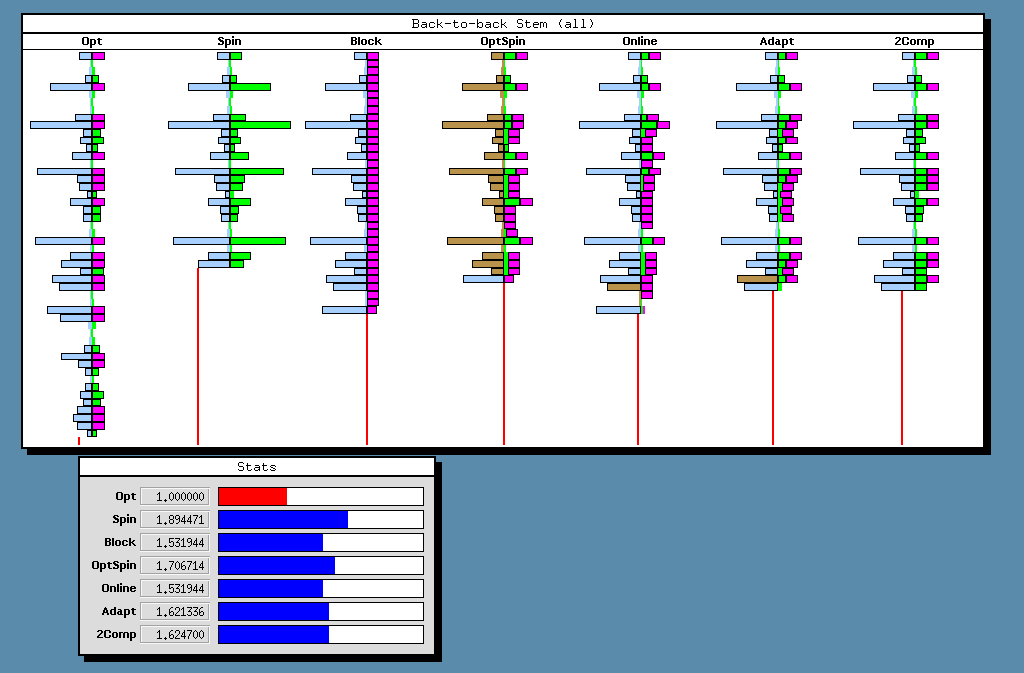 Back-to-back Stem (all)
Opt Spin Block OptSpin Online Adapt 2Comp
Stats
Opt 1.000000
Spin 1.894471
Block 1.531944
OptSpin 1.706714
Online 1.531944
Adapt 1.621336
2Comp 1.624700